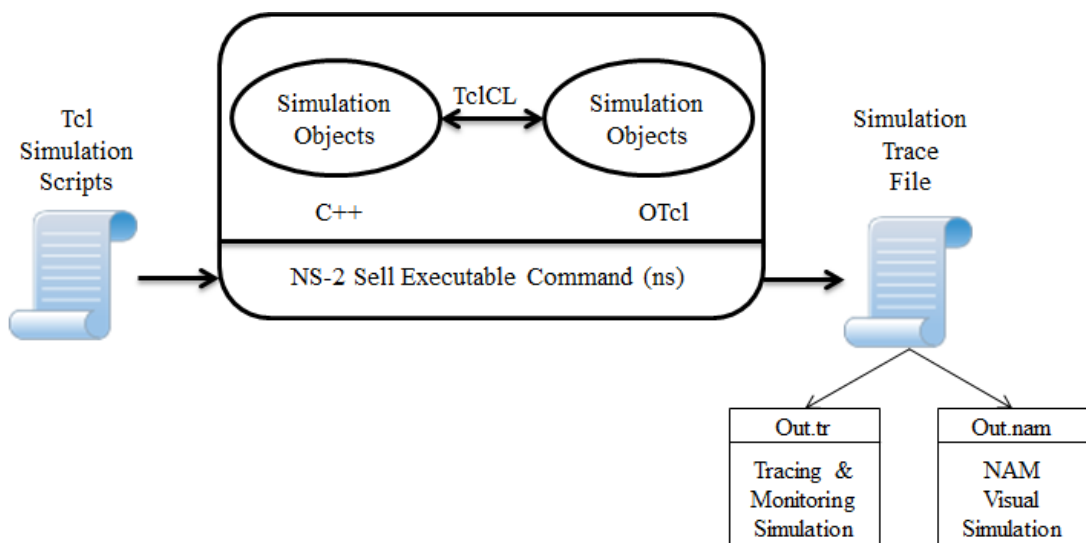 Tcl
Simulation
Scripts
Simulation
Objects
TclCL
Simulation
Objects
C++
OTcl
NS-2 Sell Executable Command (ns)
Simulation
Trace
File
Out.tr
Tracing &
Monitoring
Simulation
Out.nam
NAM
Visual
Simulation